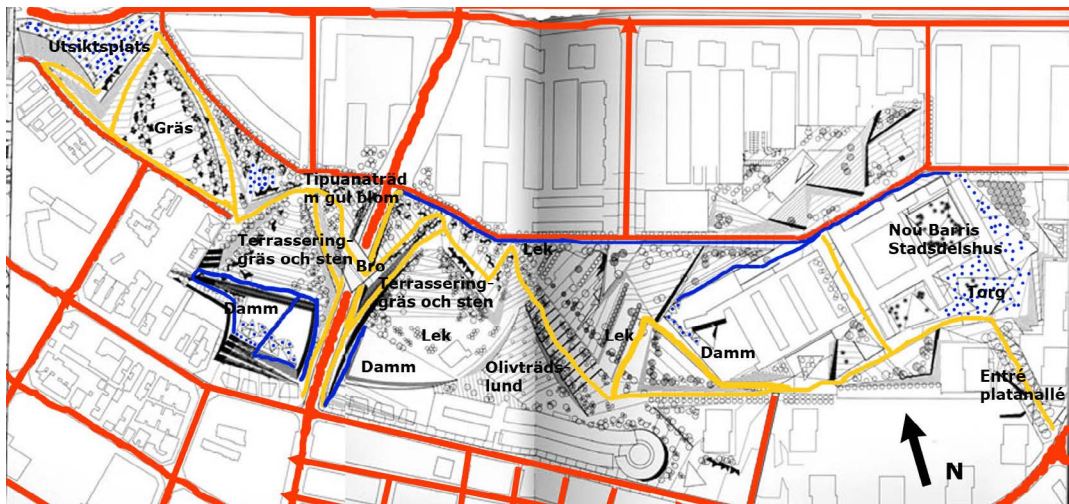 Utsiktsplats
Gräs
Tipuanaträd
m gul blom
Terrassering-
gräs och sten
Bro
Damm
Terrassering-
gräs och sten
Lek
Damm
Lek
Olivträds-
lund
Lek
Damm
Nou Barris
Stadsdelshus
Torg
Entré
platanallé
N